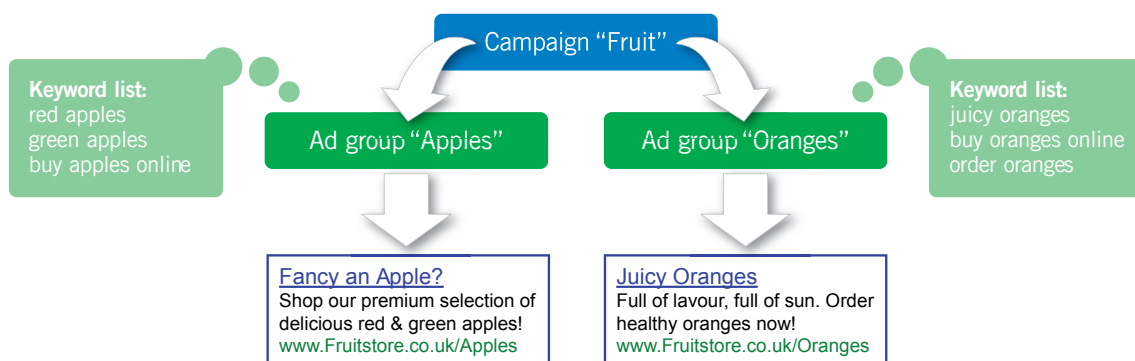 Campaign “Fruit”
Keyword list:
red apples
green apples
buy apples online
Ad group “Apples”
Ad group “Oranges”
Keyword list:
juicy oranges
buy oranges online
order oranges
Fancy an Apple?
Shop our premium selection of
delicious red & green apples!
www.Fruitstore.co.uk/Apples
Juicy Oranges
Full of lavour, full of sun. Order
healthy oranges now!
www.Fruitstore.co.uk/Oranges